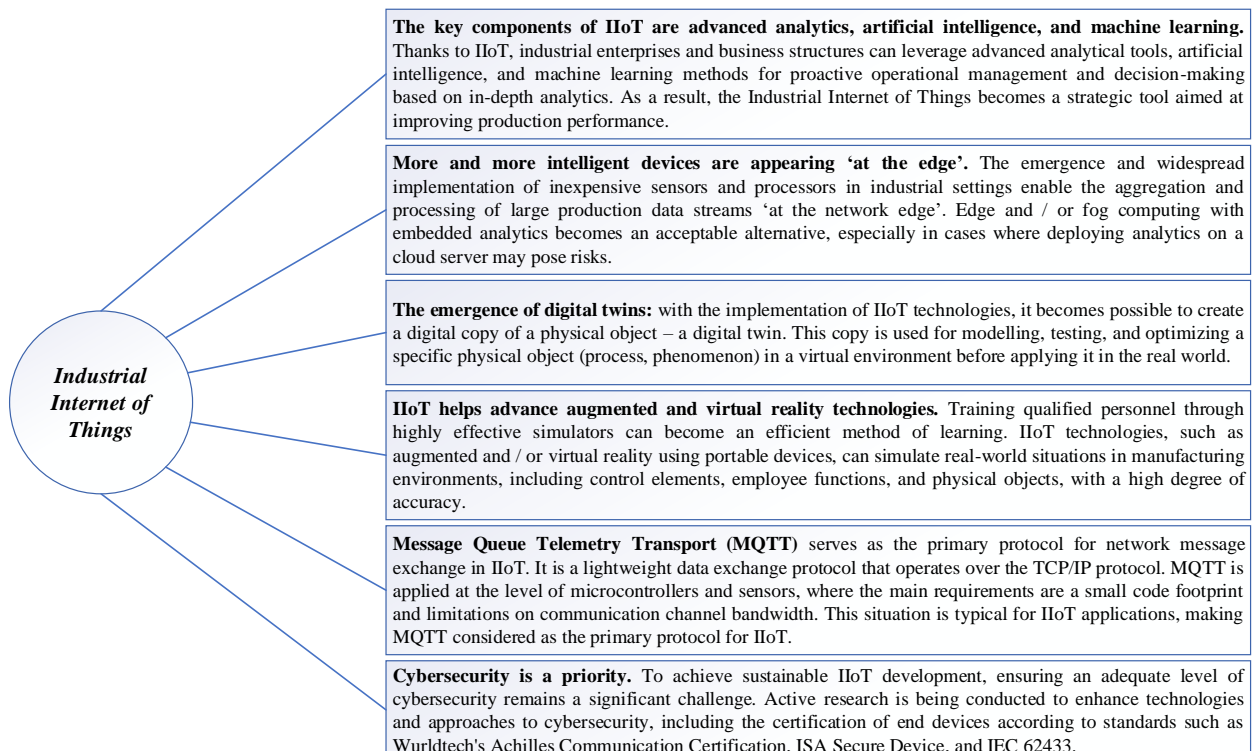 The key components of IIoT are advanced analytics, artificial intelligence, and machine learning.
Thanks to IIoT, industrial enterprises and business structures can leverage advanced analytical tools, artificial
intelligence, and machine learning methods for proactive operational management and decision-making
based on in-depth analytics. As a result, the Industrial Internet of Things becomes a strategic tool aimed at
improving production performance.
More and more intelligent devices are appearing ‘at the edge’. The emergence and widespread
implementation of inexpensive sensors and processors in industrial settings enable the aggregation and
processing of large production data streams ‘at the network edge’. Edge and / or fog computing with
embedded analytics becomes an acceptable alternative, especially in cases where deploying analytics on a
cloud server may pose risks.
The emergence of digital twins: with the implementation of IIoT technologies, it becomes possible to create
a digital copy of a physical object – a digital twin. This copy is used for modelling, testing, and optimizing a
specific physical object (process, phenomenon) in a virtual environment before applying it in the real world.
Industrial
Internet of
Things
IIoT helps advance augmented and virtual reality technologies. Training qualified personnel through
highly effective simulators can become an efficient method of learning. IIoT technologies, such as
augmented and / or virtual reality using portable devices, can simulate real-world situations in manufacturing
environments, including control elements, employee functions, and physical objects, with a high degree of
accuracy.
Message Queue Telemetry Transport (MQTT) serves as the primary protocol for network message
exchange in IIoT. It is a lightweight data exchange protocol that operates over the TCP/IP protocol. MQTT is
applied at the level of microcontrollers and sensors, where the main requirements are a small code footprint
and limitations on communication channel bandwidth. This situation is typical for IIoT applications, making
MQTT considered as the primary protocol for IIoT.
Cybersecurity is a priority. To achieve sustainable IIoT development, ensuring an adequate level of
cybersecurity remains a significant challenge. Active research is being conducted to enhance technologies
and approaches to cybersecurity, including the certification of end devices according to standards such as
Wurldtech's Achilles Communication Certification, ISA Secure Device, and IEC 62433.